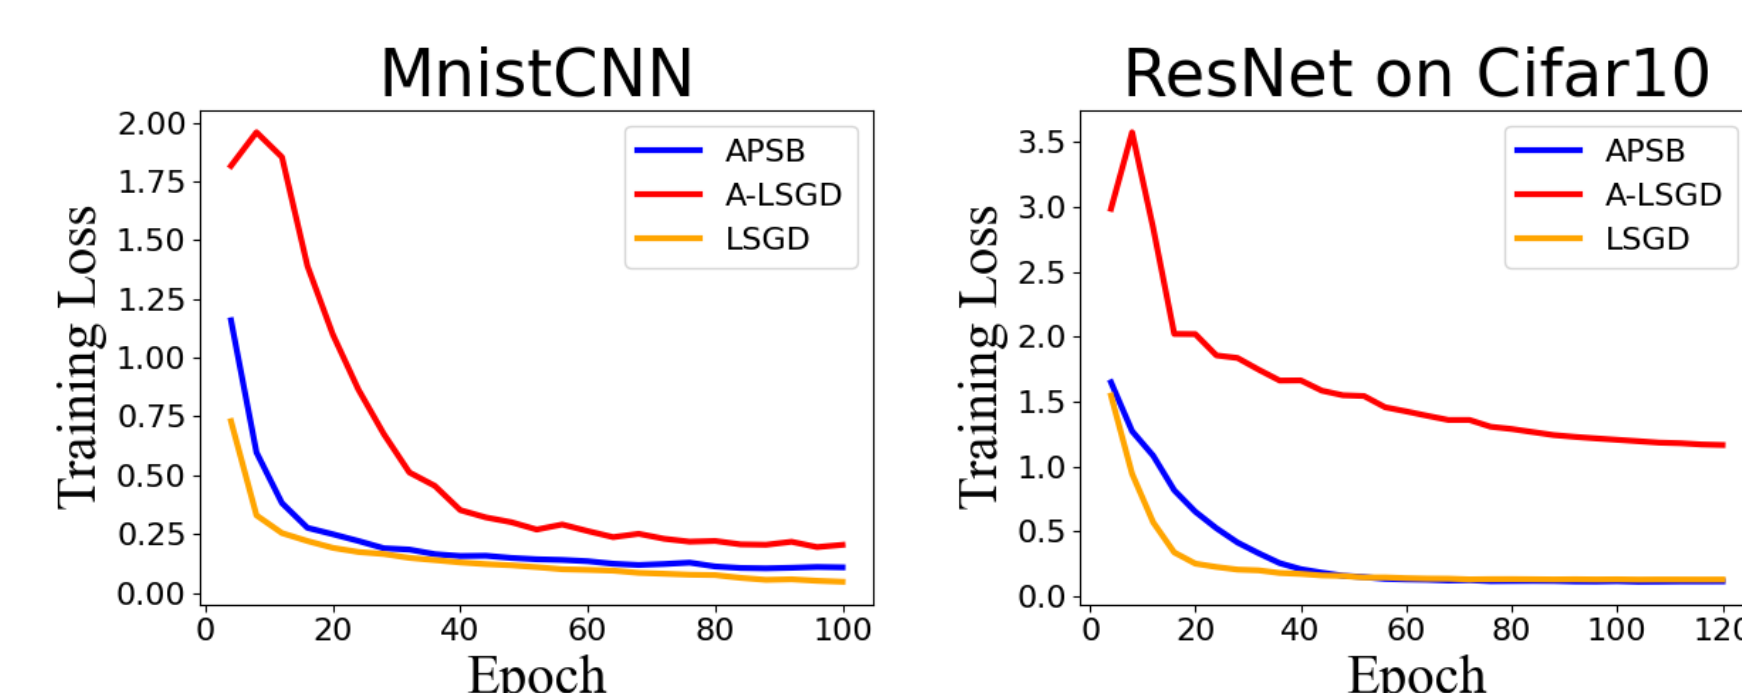 MnistCNN
Training Loss
2.00
1.75
1.50
1.25
1.00
0.75
0.50
0.25
0.00
APSB
A-LSGD
LSGD
0 20 40 60 80 100
Epoch
ResNet on Cifar10
Training Loss
3.5
3.0
2.5
2.0
1.5
1.0
0.5
0.0
APSB
A-LSGD
LSGD
0 20 40 60 80 100 120
Epoch